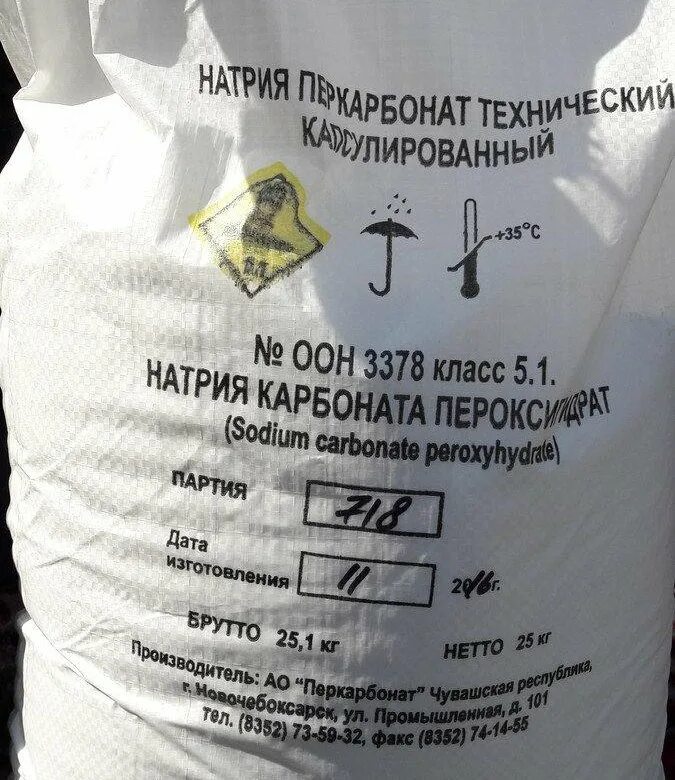 НАТРИЯ ПЕРКАРБОНАТ ТЕХНИЧЕСКИЙ
КАПСУЛИРОВАННЫЙ
5.1
+35°C
№ ООН 3378 класс 5.1.
НАТРИЯ КАРБОНАТА ПЕРОКСИГИДРАТ
(Sodium carbonate peroxyhydrate)
ПАРТИЯ 718
Дата
изготовления 11 2016г.
БРУТТО 25,1 кг НЕТТО 25 кг
Производитель: АО "Перкарбонат" Чувашская республика,
г. Новочебоксарск, ул. Промышленная, д. 101
тел. (8352) 73-59-32, факс (8352) 74-14-55